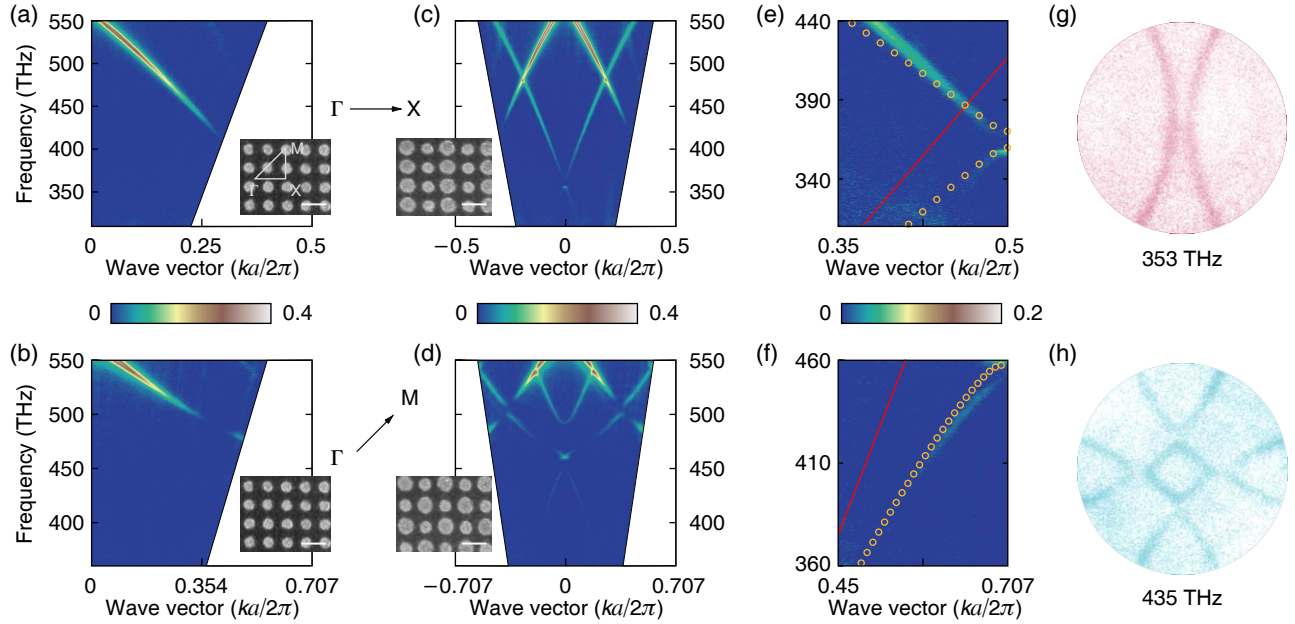 (a)
550
500
450
400
350
Frequency (THz)
0
0.25
0.5
Wave vector (ka/2π)
Γ
M
X
Γ → X
(c)
550
500
450
400
350
−0.5
0
0.5
Wave vector (ka/2π)
(e)
440
390
340
0.35
0.5
Wave vector (ka/2π)
(g)
353 THz
0
0.4
0
0.4
0
0.2
(b)
550
500
450
400
Frequency (THz)
0
0.354
0.707
Wave vector (ka/2π)
Γ
M
(d)
550
500
450
400
−0.707
0
0.707
Wave vector (ka/2π)
(f)
460
410
360
0.45
0.707
Wave vector (ka/2π)
(h)
435 THz